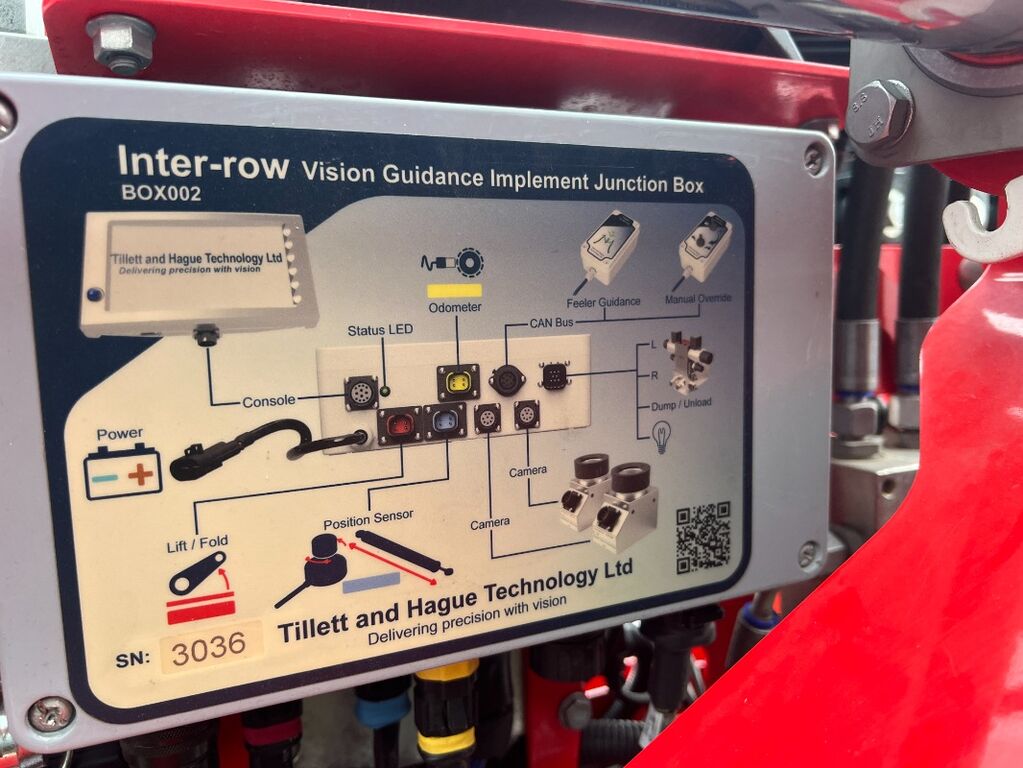 Inter-row Vision Guidance Implement Junction Box
BOX002
Tillett and Hague Technology Ltd
Delivering precision with vision
Feeler Guidance
Manual Override
Odometer
Status LED
CAN Bus
L
R
Dump / Unload
Console
Power
Camera
Camera
Position Sensor
Lift / Fold
Tillett and Hague Technology Ltd
Delivering precision with vision
SN: 3036
8.8